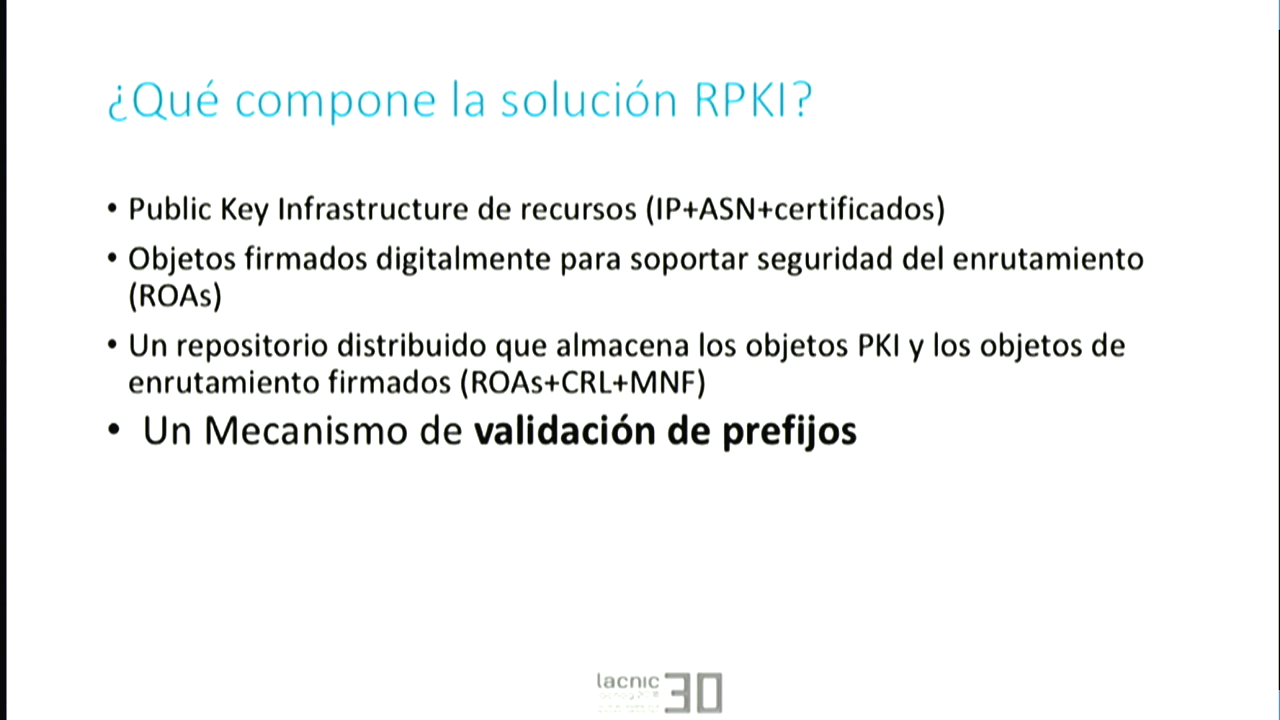 ¿Qué compone la solución RPKI?
• Public Key Infrastructure de recursos (IP+ASN+certificados)
• Objetos firmados digitalmente para soportar seguridad del enrutamiento
(ROAs)
• Un repositorio distribuido que almacena los objetos PKI y los objetos de
enrutamiento firmados (ROAs+CRL+MNF)
• Un Mecanismo de validación de prefijos
lacnic 30